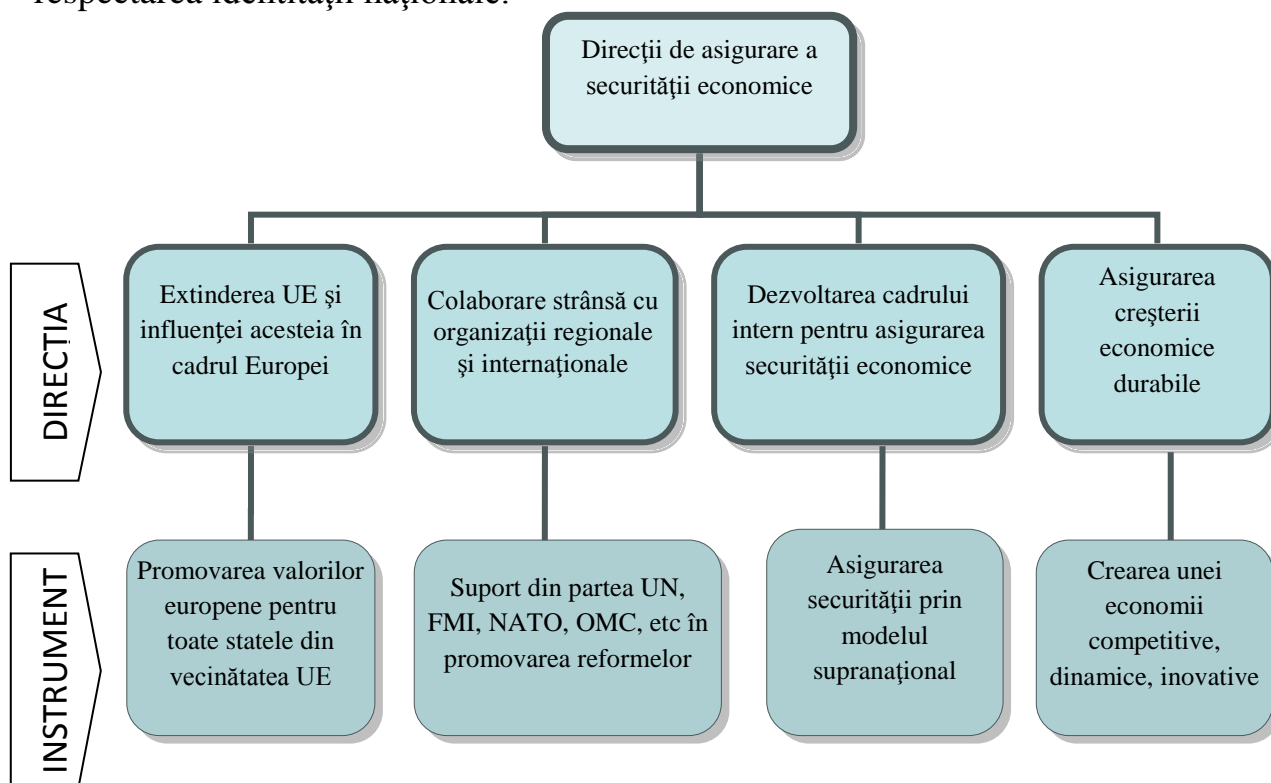 respectarea identităţii naţionale.
Direcţii de asigurare a
securităţii economice
DIRECȚIA
Extinderea UE şi
influenţei acesteia în
cadrul Europei
Colaborare strânsă cu
organizaţii regionale
şi internaţionale
Dezvoltarea cadrului
intern pentru asigurarea
securităţii economice
Asigurarea
creşterii
economice
durabile
INSTRUMENT
Promovarea valorilor
europene pentru
toate statele din
vecinătatea UE
Suport din partea UN,
FMI, NATO, OMC, etc în
promovarea reformelor
Asigurarea
securităţii prin
modelul
supranaţional
Crearea unei
economii
competitive,
dinamice, inovative